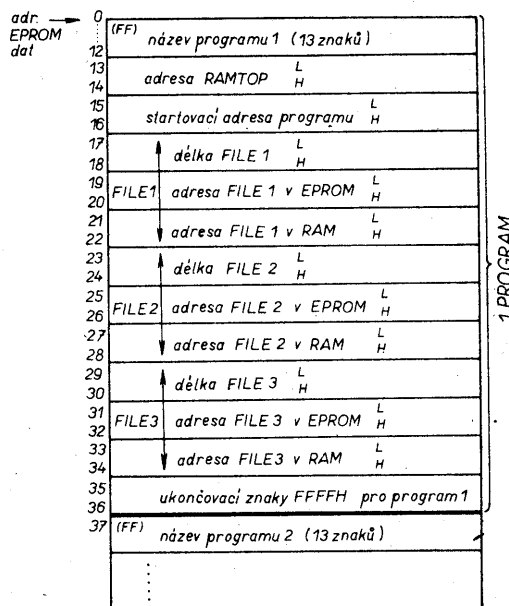 adr. EPROM dat
0
(FF)
název programu 1 (13 znaků)
12
13
adresa RAMTOP L
14
H
15
startovací adresa programu L
16
H
17
délka FILE 1 L
18
H
19
FILE1 adresa FILE 1 v EPROM L
20
H
21
adresa FILE 1 v RAM L
22
H
23
délka FILE 2 L
24
H
25
FILE2 adresa FILE 2 v EPROM L
26
H
27
adresa FILE 2 v RAM L
28
H
29
délka FILE 3 L
30
H
31
FILE3 adresa FILE 3 v EPROM L
32
H
33
adresa FILE3 v RAM L
34
H
35
ukončovací znaky FFFFH pro program 1
36
37
(FF)
název programu 2 (13 znaků)
1 PROGRAM